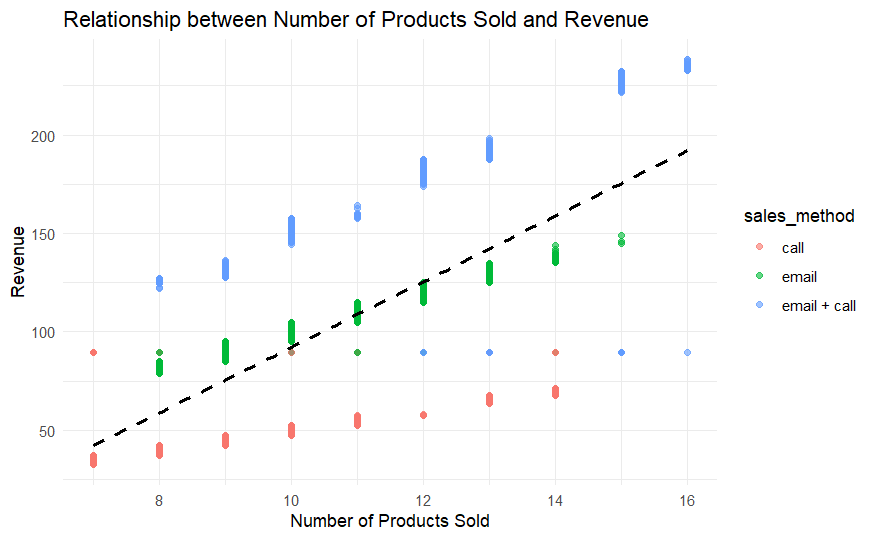 Relationship between Number of Products Sold and Revenue
Revenue
200
150
100
50
8 10 12 14 16
Number of Products Sold
sales_method
call
email
email + call